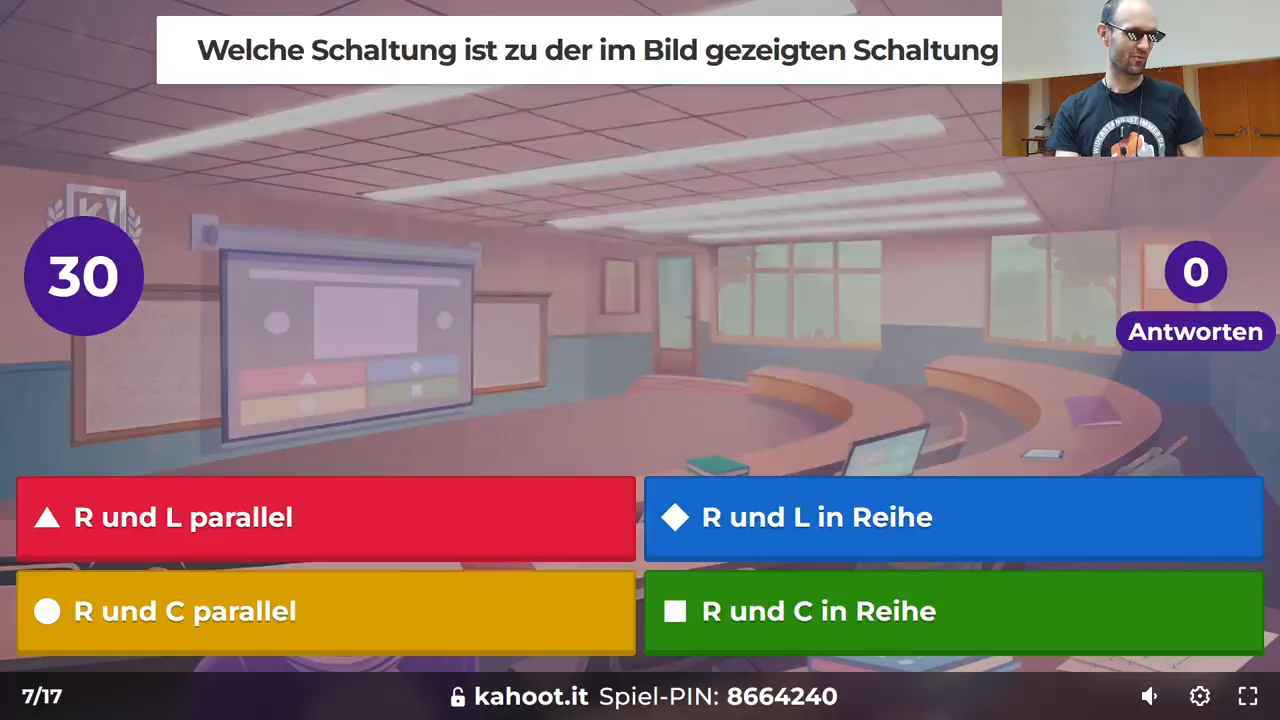 Welche Schaltung ist zu der im Bild gezeigten Schaltung
30
0
Antworten
R und L parallel
R und L in Reihe
R und C parallel
R und C in Reihe
7/17
kahoot.it Spiel-PIN: 8664240